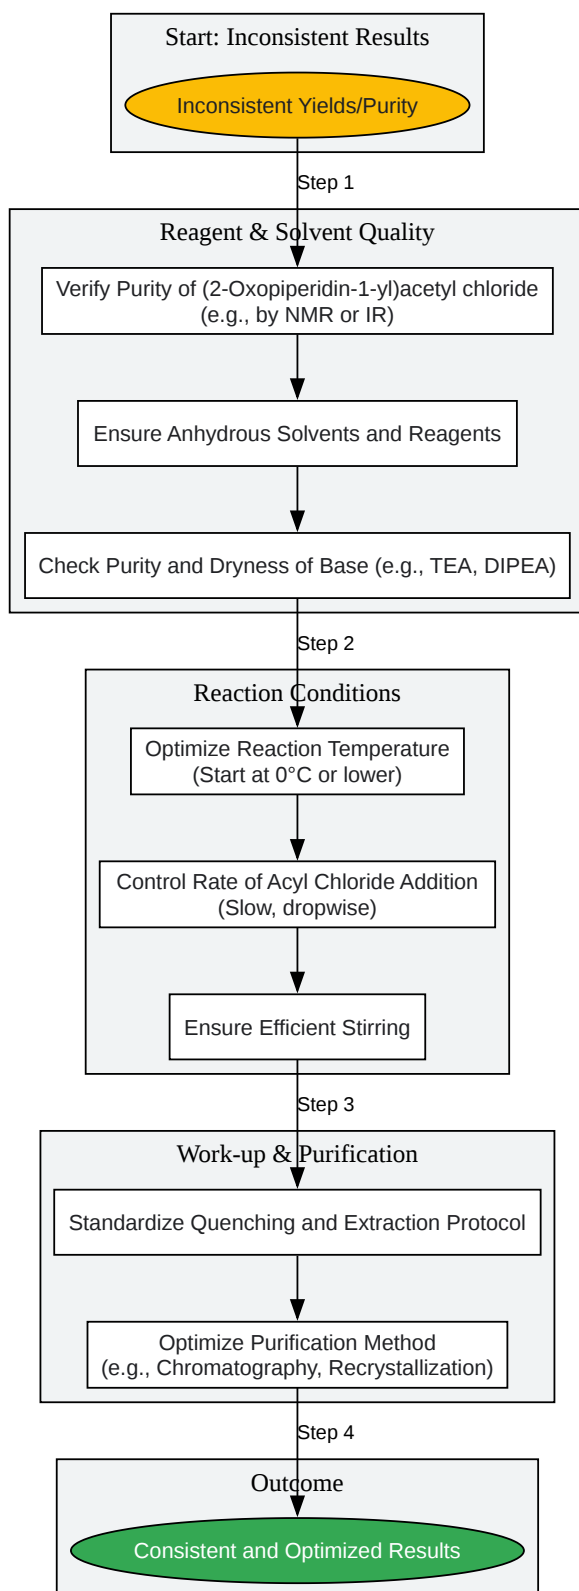 Start: Inconsistent Results
Inconsistent Yields/Purity
Step 1
Reagent & Solvent Quality
Verify Purity of (2-Oxopiperidin-1-yl)acetyl chloride
(e.g., by NMR or IR)
Ensure Anhydrous Solvents and Reagents
Check Purity and Dryness of Base (e.g., TEA, DIPEA)
Step 2
Reaction Conditions
Optimize Reaction Temperature
(Start at 0°C or lower)
Control Rate of Acyl Chloride Addition
(Slow, dropwise)
Ensure Efficient Stirring
Step 3
Work-up & Purification
Standardize Quenching and Extraction Protocol
Optimize Purification Method
(e.g., Chromatography, Recrystallization)
Step 4
Outcome
Consistent and Optimized Results